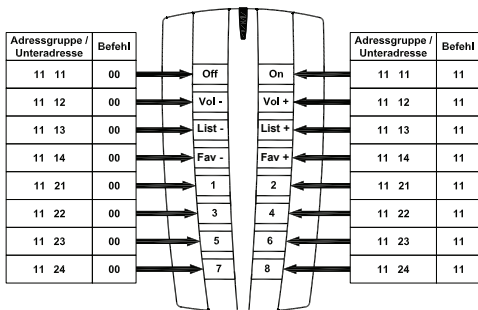 Adressgruppe / Unteradresse Befehl
11 11 00
11 12 00
11 13 00
11 14 00
11 21 00
11 22 00
11 23 00
11 24 00
Off On
Vol - Vol +
List - List +
Fav - Fav +
1 2
3 4
5 6
7 8
Adressgruppe / Unteradresse Befehl
11 11 11
11 12 11
11 13 11
11 14 11
11 21 11
11 22 11
11 23 11
11 24 11